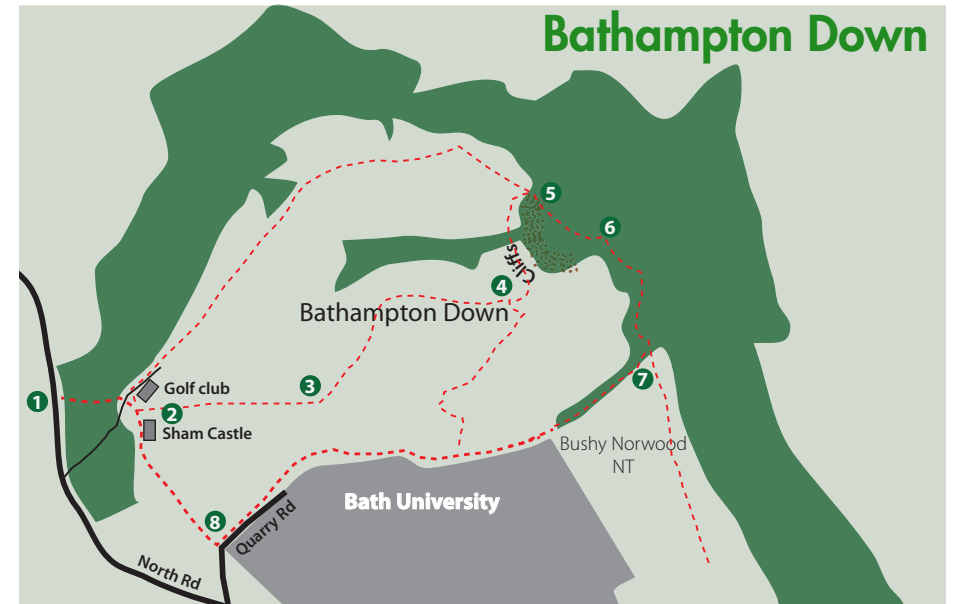 Bathampton Down
5
6
Cliffs
4
Bathampton Down
Golf club
3
7
1
2
Sham Castle
Bushy Norwood
NT
Bath University
8
Quarry Rd
North Rd